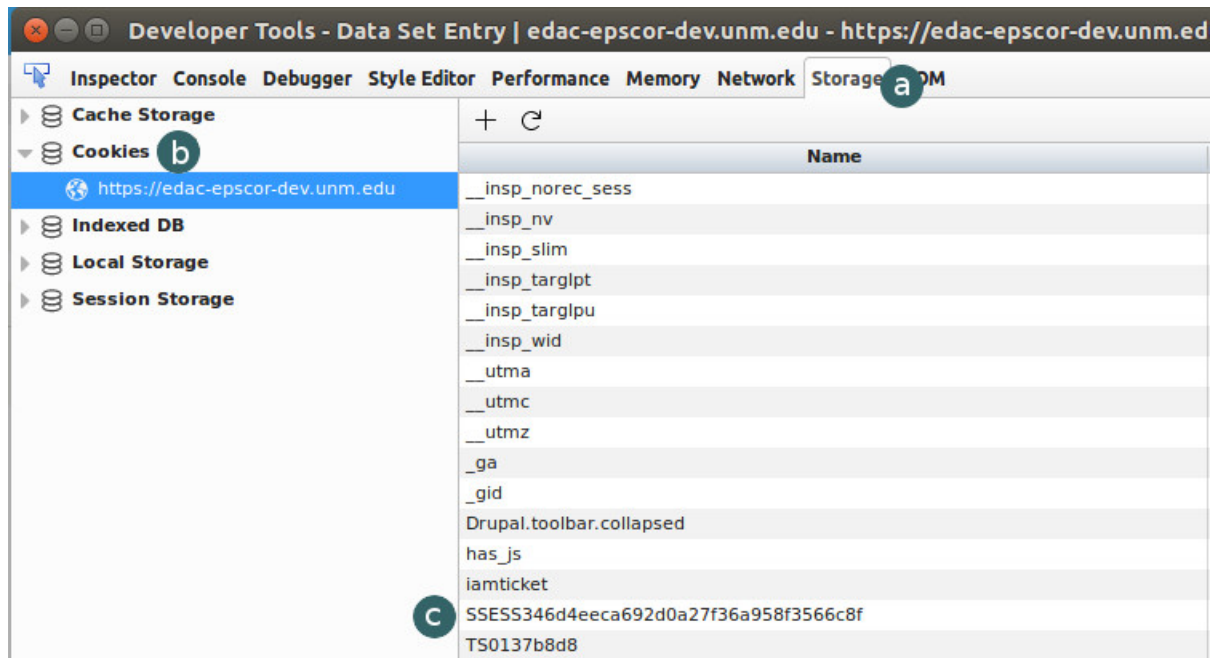 Developer Tools - Data Set Entry | edac-epscor-dev.unm.edu - https://edac-epscor-dev.unm.ed
Inspector Console Debugger Style Editor Performance Memory Network Storage a OM
Cache Storage
Cookies b
https://edac-epscor-dev.unm.edu
Indexed DB
Local Storage
Session Storage
Name
__insp_norec_sess
__insp_nv
__insp_slim
__insp_targlpt
__insp_targlpu
__insp_wid
__utma
__utmc
__utmz
_ga
_gid
Drupal.toolbar.collapsed
has_js
iamticket
c SSESS346d4eeca692d0a27f36a958f3566c8f
TS0137b8d8